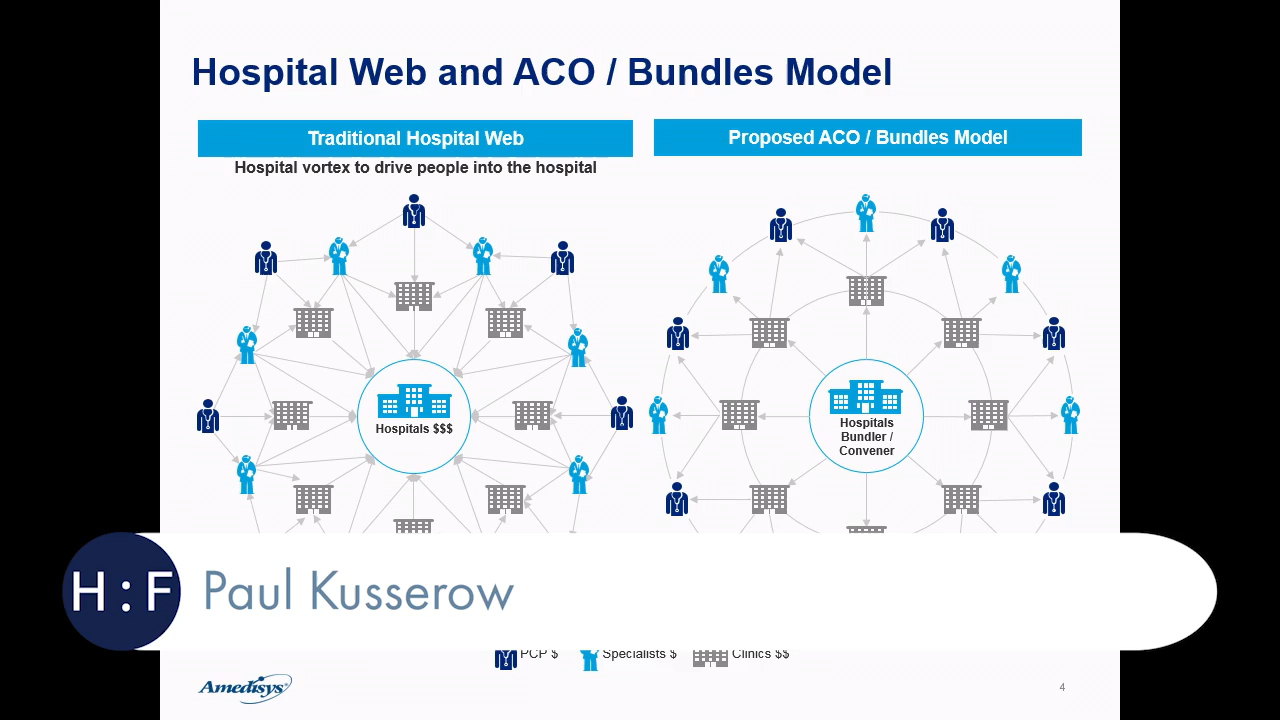 Hospital Web and ACO / Bundles Model
Traditional Hospital Web
Hospital vortex to drive people into the hospital
Hospitals $$$
Proposed ACO / Bundles Model
Hospitals
Bundler /
Convener
H:F
Paul Kusserow
PCP $
Specialists $
Clinics $$
Amedisys
4